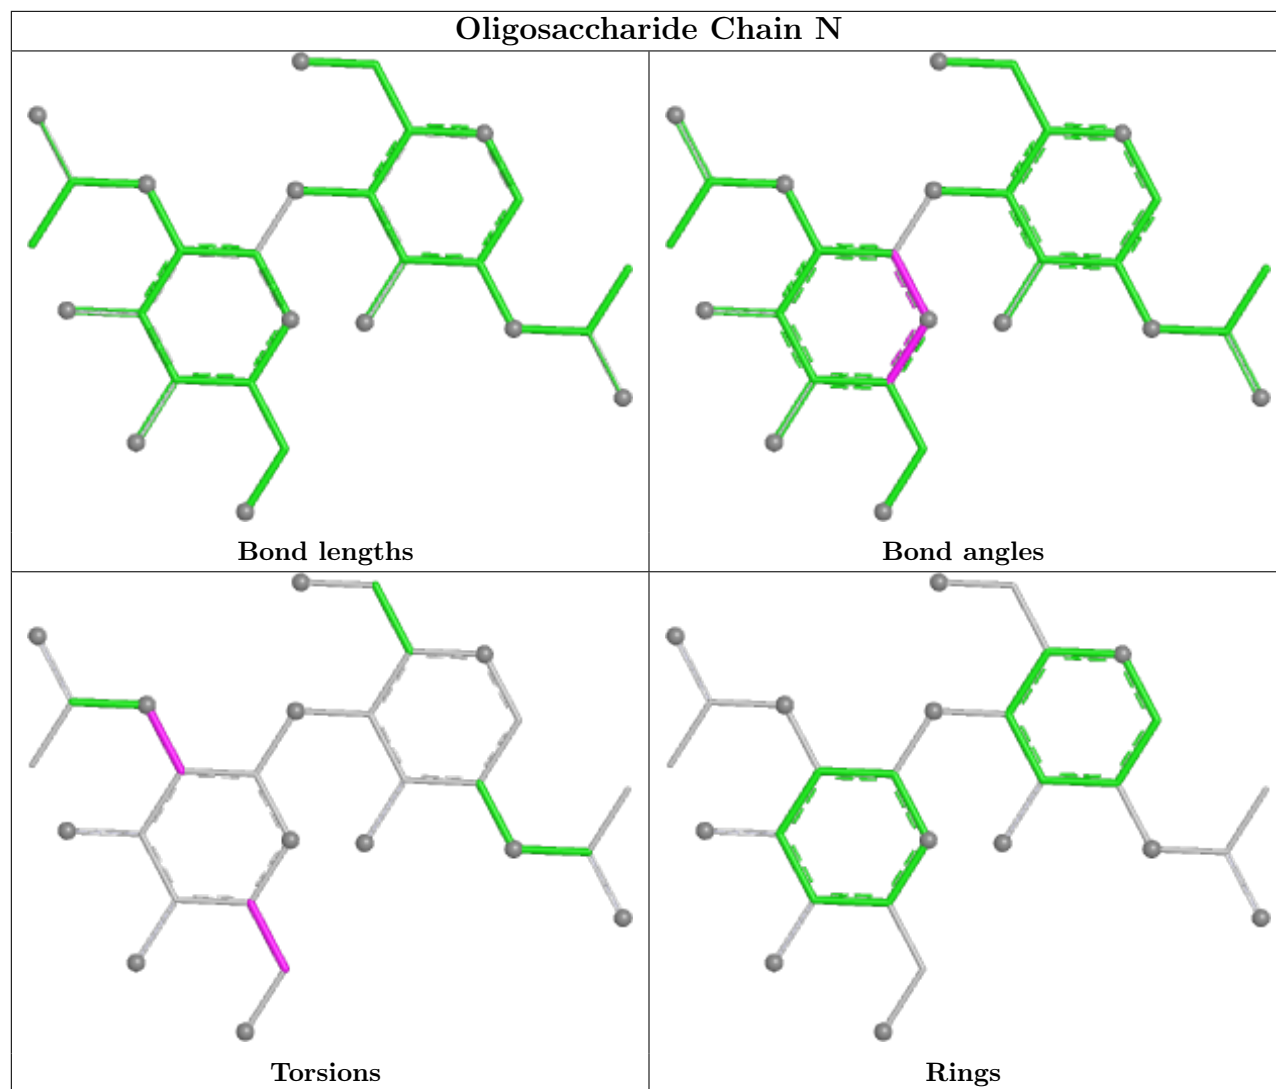 Oligosaccharide Chain N
Bond lengths
Bond angles
Torsions
Rings